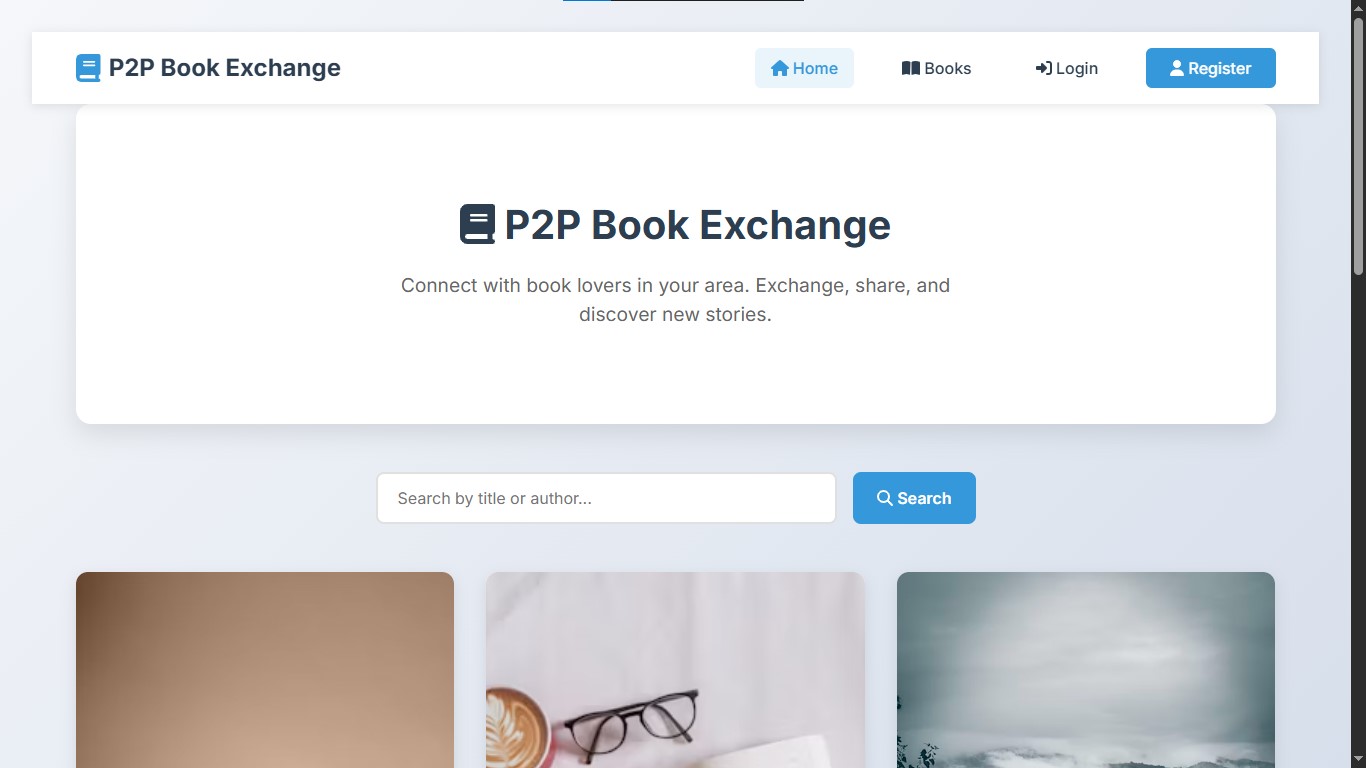 P2P Book Exchange
Home
Books
Login
Register
P2P Book Exchange
Connect with book lovers in your area. Exchange, share, and
discover new stories.
Search by title or author...
Search